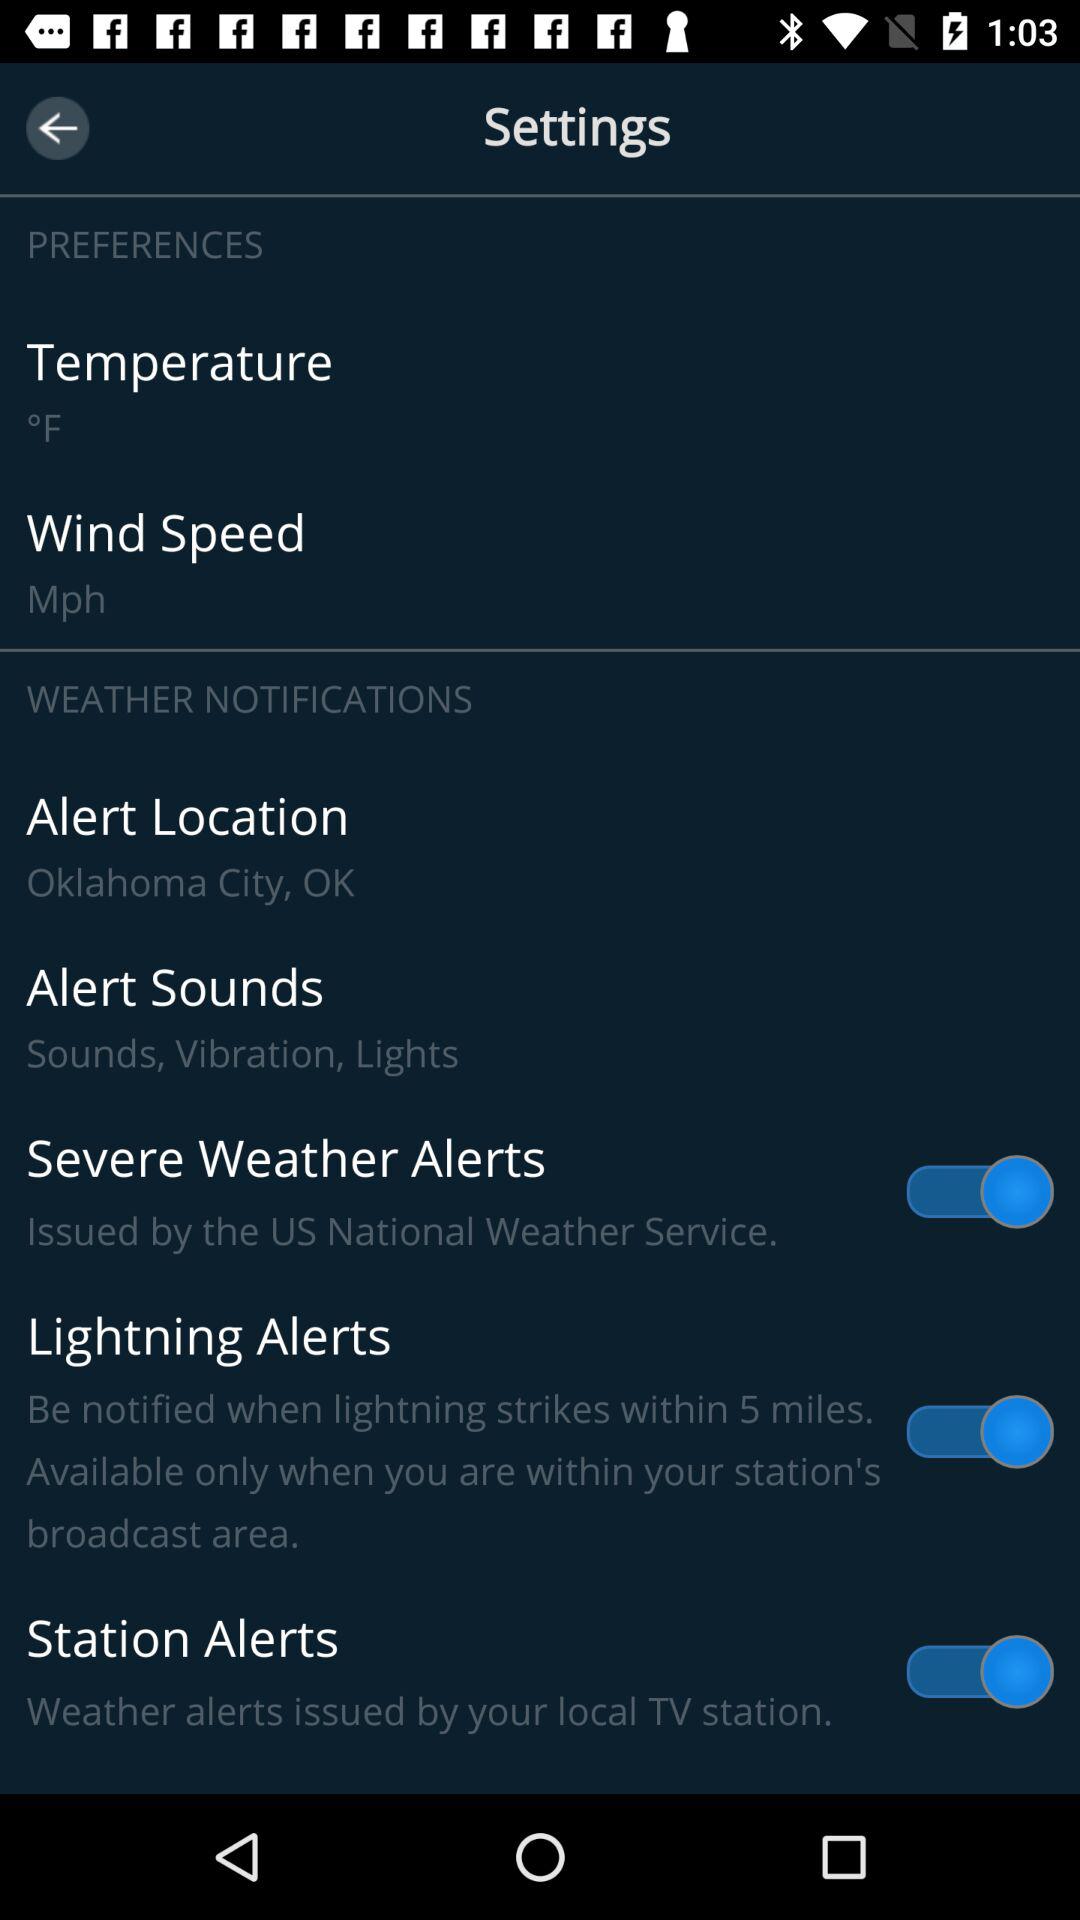 1:03
Settings
PREFERENCES
Temperature
°F
Wind Speed
Mph
WEATHER NOTIFICATIONS
Alert Location
Oklahoma City, OK
Alert Sounds
Sounds, Vibration, Lights
Severe Weather Alerts
Issued by the US National Weather Service.
Lightning Alerts
Be notified when lightning strikes within 5 miles.
Available only when you are within your station's
broadcast area.
Station Alerts
Weather alerts issued by your local TV station.